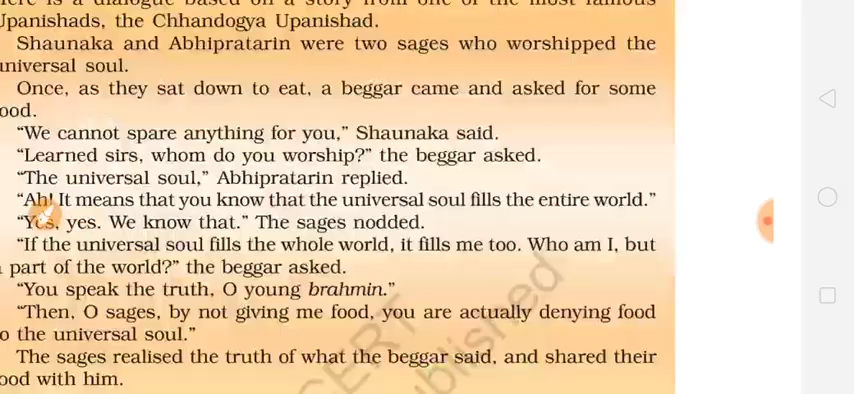 Upanishads, the Chhandogya Upanishad.
Shaunaka and Abhipratarin were two sages who worshipped the
universal soul.
Once, as they sat down to eat, a beggar came and asked for some
ood.
“We cannot spare anything for you,” Shaunaka said.
“Learned sirs, whom do you worship?” the beggar asked.
“The universal soul,” Abhipratarin replied.
“Ah! It means that you know that the universal soul fills the entire world.”
“Yes, yes. We know that.” The sages nodded.
“If the universal soul fills the whole world, it fills me too. Who am I, but
part of the world?” the beggar asked.
“You speak the truth, O young brahmin.”
“Then, O sages, by not giving me food, you are actually denying food
o the universal soul.”
The sages realised the truth of what the beggar said, and shared their
ood with him.